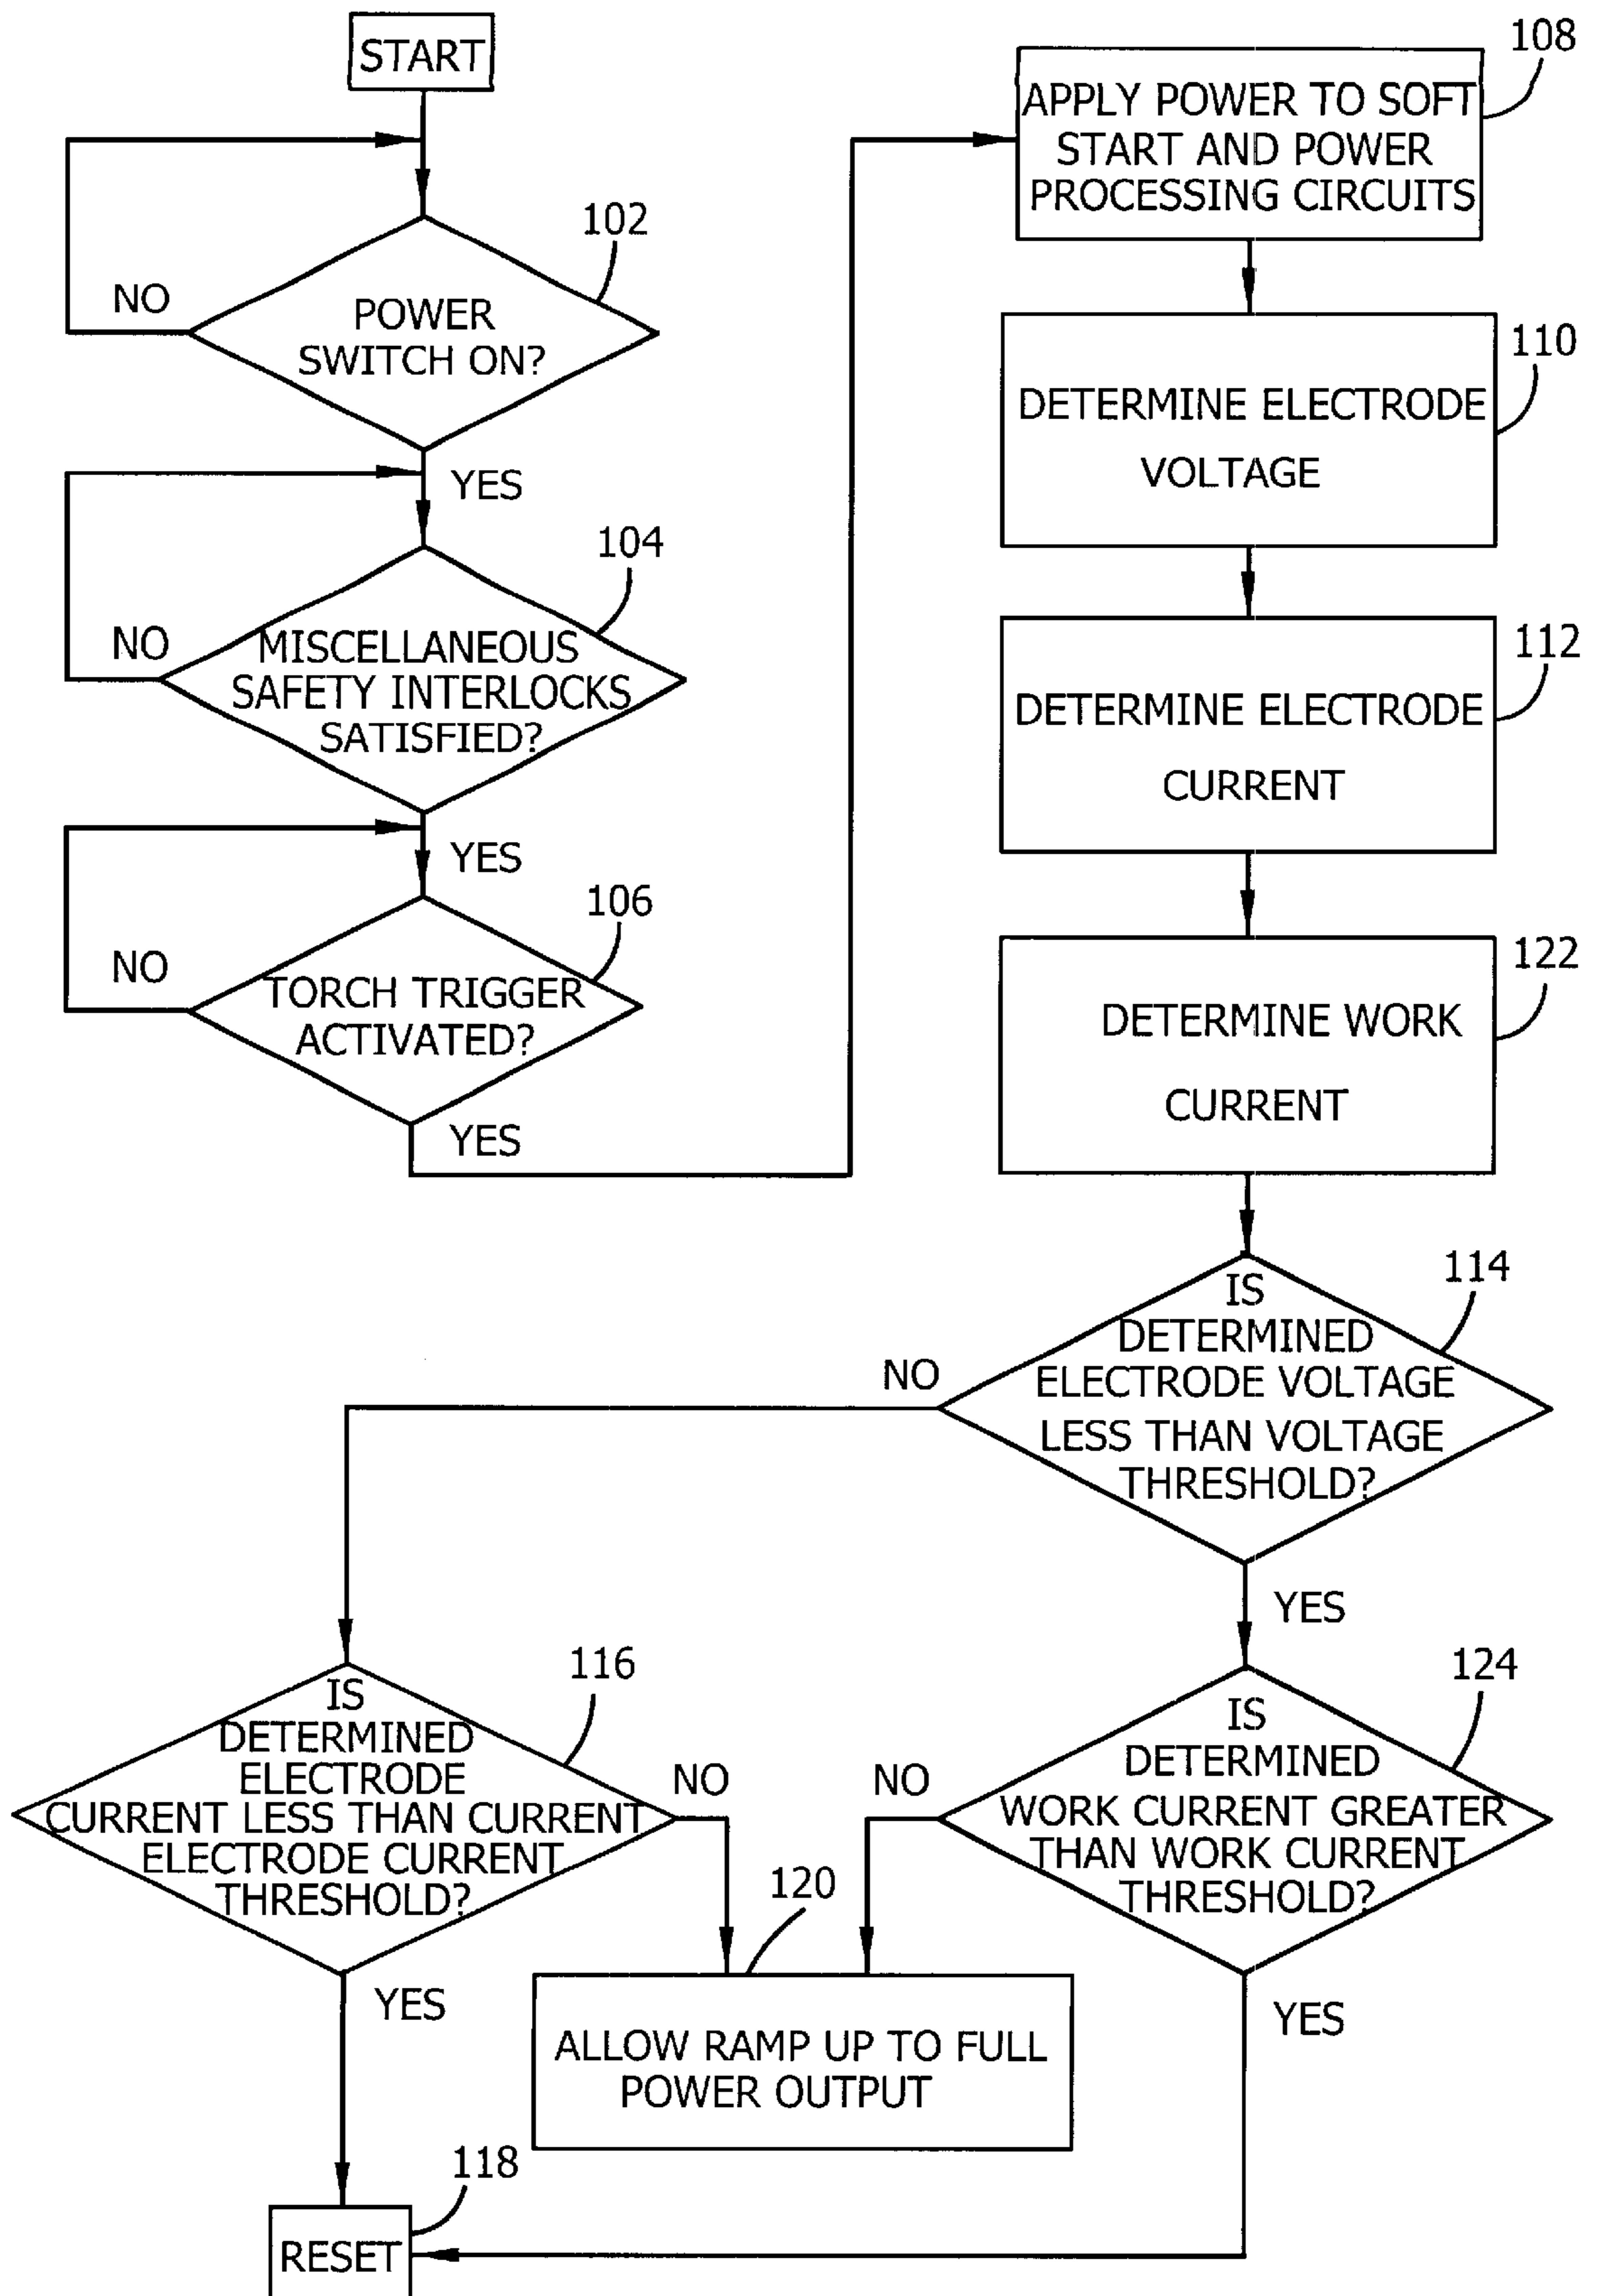 START
102
NO
POWER
SWITCH ON?
YES
104
NO
MISCELLANEOUS
SAFETY INTERLOCKS
SATISFIED?
YES
106
NO
TORCH TRIGGER
ACTIVATED?
YES
108
APPLY POWER TO SOFT
START AND POWER
PROCESSING CIRCUITS
110
DETERMINE ELECTRODE
VOLTAGE
112
DETERMINE ELECTRODE
CURRENT
122
DETERMINE WORK
CURRENT
114
NO
IS
DETERMINED
ELECTRODE VOLTAGE
LESS THAN VOLTAGE
THRESHOLD?
YES
116
IS
DETERMINED
ELECTRODE
CURRENT LESS THAN CURRENT
ELECTRODE CURRENT
THRESHOLD?
NO
YES
124
NO
IS
DETERMINED
WORK CURRENT GREATER
THAN WORK CURRENT
THRESHOLD?
YES
120
ALLOW RAMP UP TO FULL
POWER OUTPUT
118
RESET